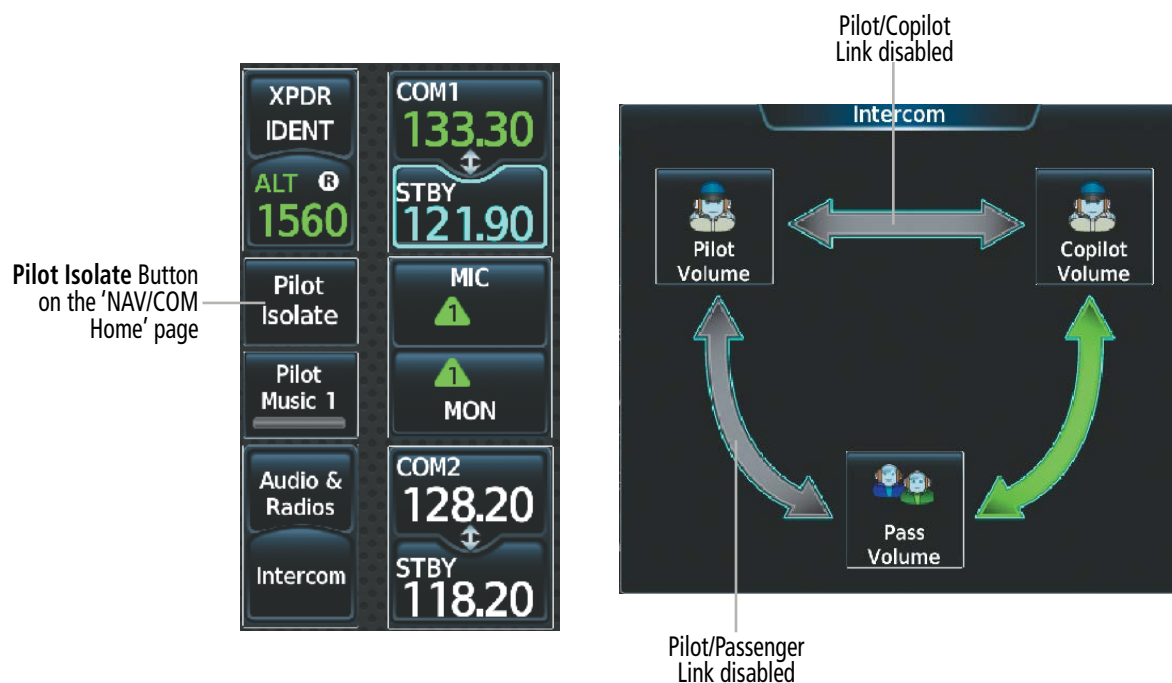 Pilot/Copilot
Link disabled
XPDR
IDENT
ALT R
1560
COM1
133.30
STBY
121.90
Pilot Isolate Button
on the ‘NAV/COM
Home’ page
Pilot
Isolate
MIC
1
Pilot
Music 1
1
MON
Audio &
Radios
Intercom
COM2
128.20
STBY
118.20
Intercom
Pilot
Volume
Copilot
Volume
Pass
Volume
Pilot/Passenger
Link disabled